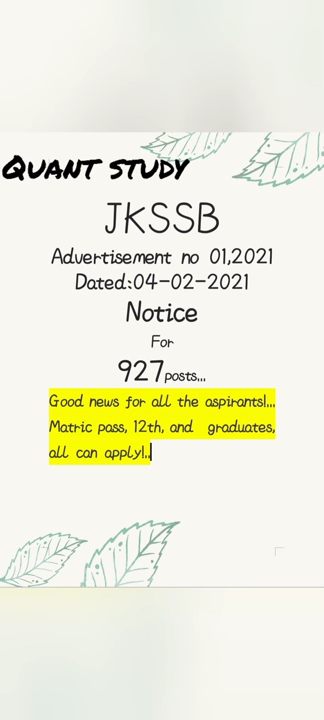 QUANT STUDY
JKSSB
Advertisement no 01,2021
Dated:04-02-2021
Notice
For
927posts...
Good news for all the aspirants!...
Matric pass, 12th, and graduates,
all can apply!..